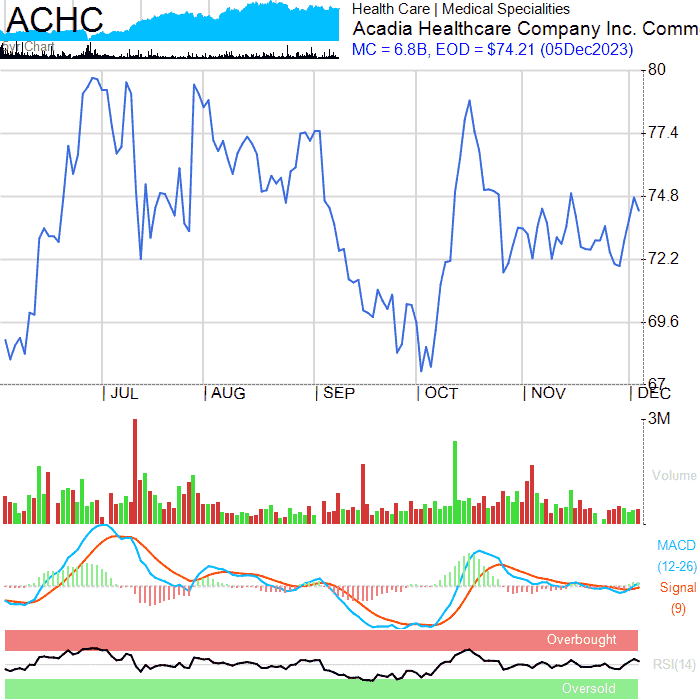 ACHC
Health Care | Medical Specialities
Acadia Healthcare Company Inc. Comm
MC = 6.8B, EOD = $74.21 (05Dec2023)
80
77.4
74.8
72.2
69.6
67
JUL
AUG
SEP
OCT
NOV
DEC
3M
Volume
MACD
(12-26)
Signal
(9)
Overbought
RSI(14)
Oversold